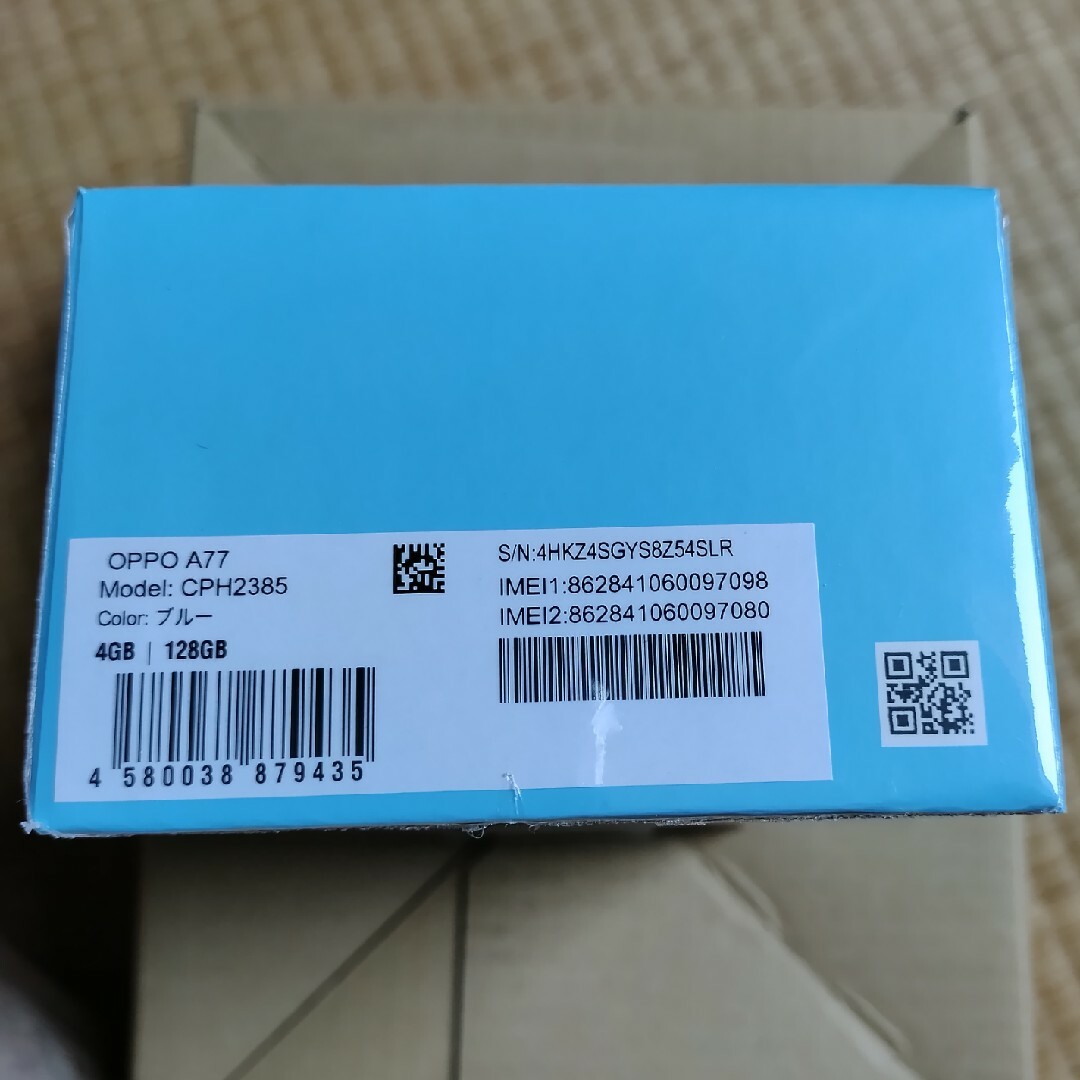 OPPO A77
Model: CPH2385
Color: ブルー
4GB | 128GB
4 580038 879435
S/N:4HKZ4SGYS8Z54SLR
IMEI1:862841060097098
IMEI2:862841060097080